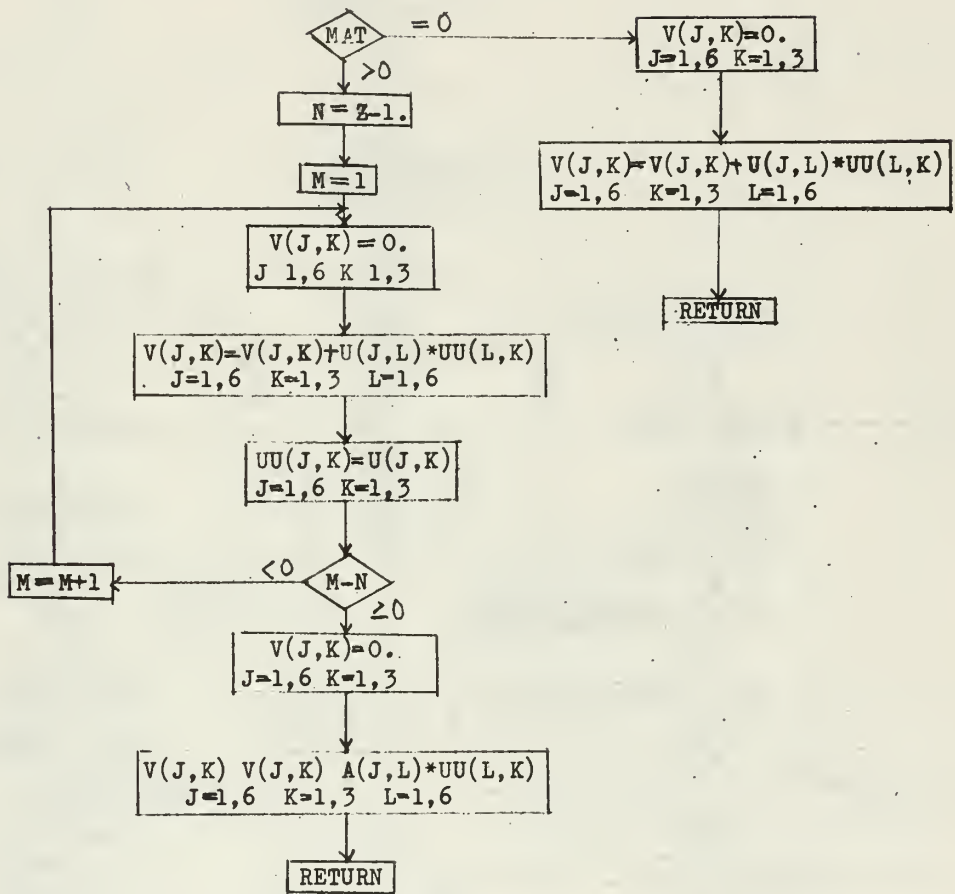 MAT
= 0
>0
N = Z-1.
M = 1
V(J,K) = 0.
J 1,6 K 1,3
V(J,K)=V(J,K)+U(J,L)*UU(L,K)
J=1,6 K=1,3 L=1,6
UU(J,K)=U(J,K)
J=1,6 K=1,3
M-N
<0
M = M+1
≥0
V(J,K)=0.
J=1,6 K=1,3
V(J,K) V(J,K) A(J,L)*UU(L,K)
J=1,6 K=1,3 L=1,6
RETURN
V(J,K)=0.
J=1,6 K=1,3
V(J,K)=V(J,K)+U(J,L)*UU(L,K)
J=1,6 K=1,3 L=1,6
RETURN